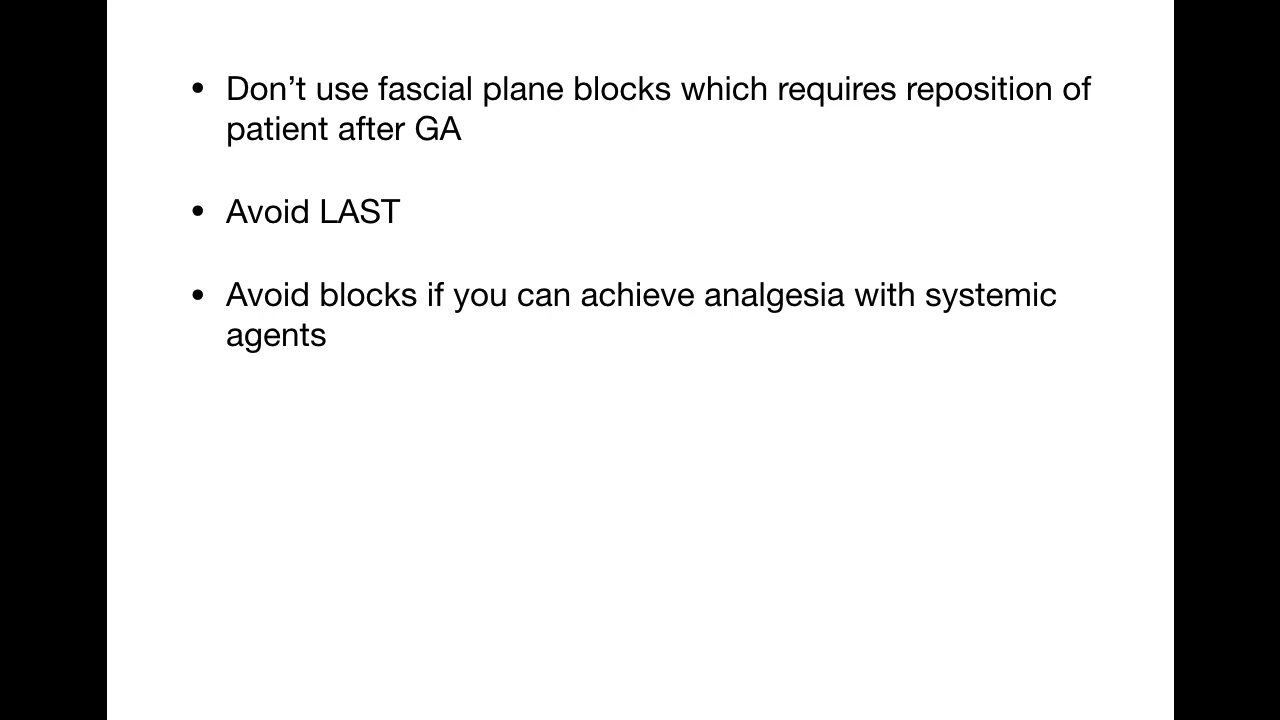 • Don’t use fascial plane blocks which requires reposition of
patient after GA
• Avoid LAST
• Avoid blocks if you can achieve analgesia with systemic
agents